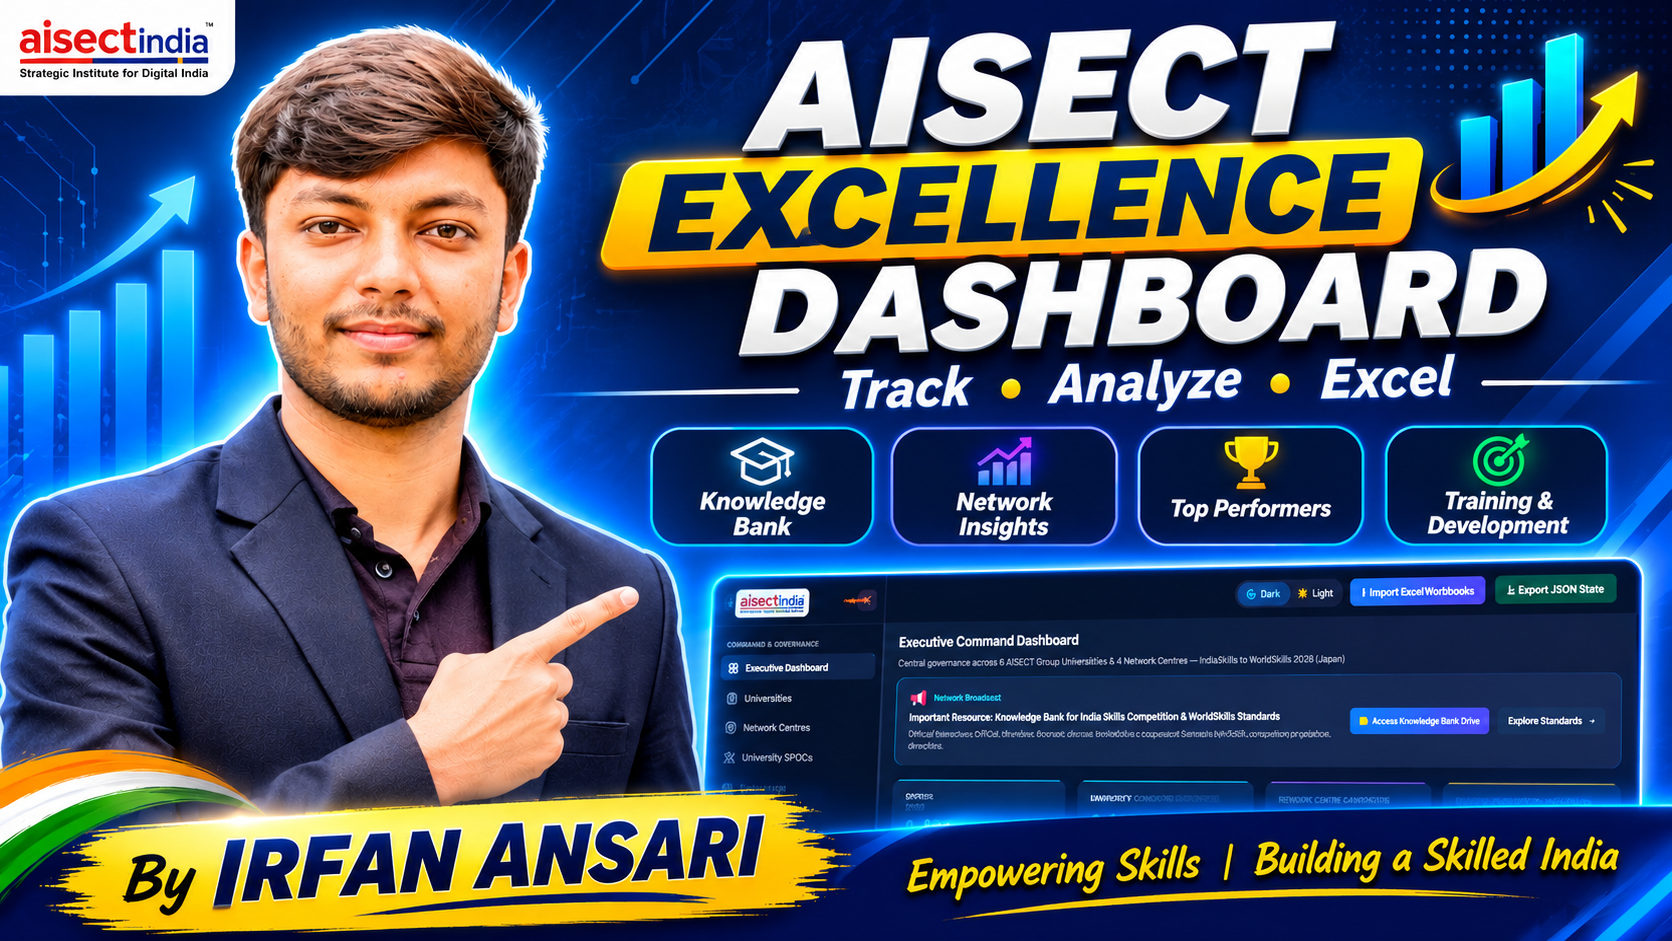 aisectindia™
Strategic Institute for Digital India
AISECT
EXCELLENCE
DASHBOARD
Track • Analyze • Excel
Knowledge
Bank
Network
Insights
Top Performers
Training &
Development
aisectindia
Dark
Light
Import Excel Worbbooks
Export JSON State
COMMAND & GOVERNANCE
Executive Dashboard
Universities
Network Centres
University SPOCs
Executive Command Dashboard
Central governance across 6 AISECT Group Universities & 4 Network Centres — IndiaSkills to WorldSkills 2028 (Japan)
Network Broadsest
Important Resource: Knowledge Bank for India Skills Competition & WorldSkills Standards
Access Knowledge Bank Drive
Explore Standards →
By IRFAN ANSARI
Empowering Skills | Building a Skilled India